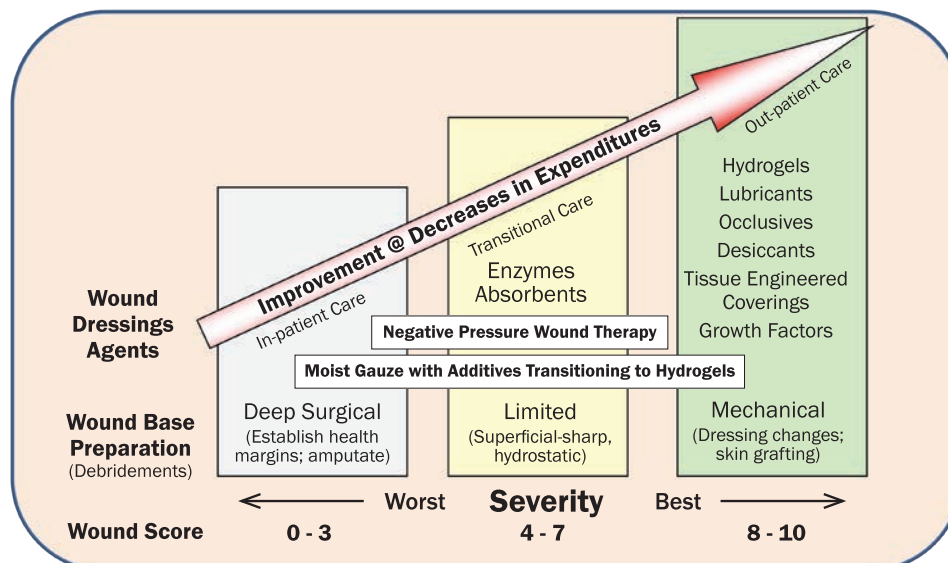 Improvement @ Decreases in Expenditures
In-patient Care
Transitional Care
Out-patient Care
Wound
Dressings
Agents
Enzymes
Absorbents
Hydrogels
Lubricants
Occlusives
Desiccants
Tissue Engineered
Coverings
Growth Factors
Negative Pressure Wound Therapy
Moist Gauze with Additives Transitioning to Hydrogels
Wound Base
Preparation
(Debridements)
Deep Surgical
(Establish health
margins; amputate)
Limited
(Superficial-sharp,
hydrostatic)
Mechanical
(Dressing changes;
skin grafting)
Worst Severity Best
Wound Score 0 - 3 4 - 7 8 - 10